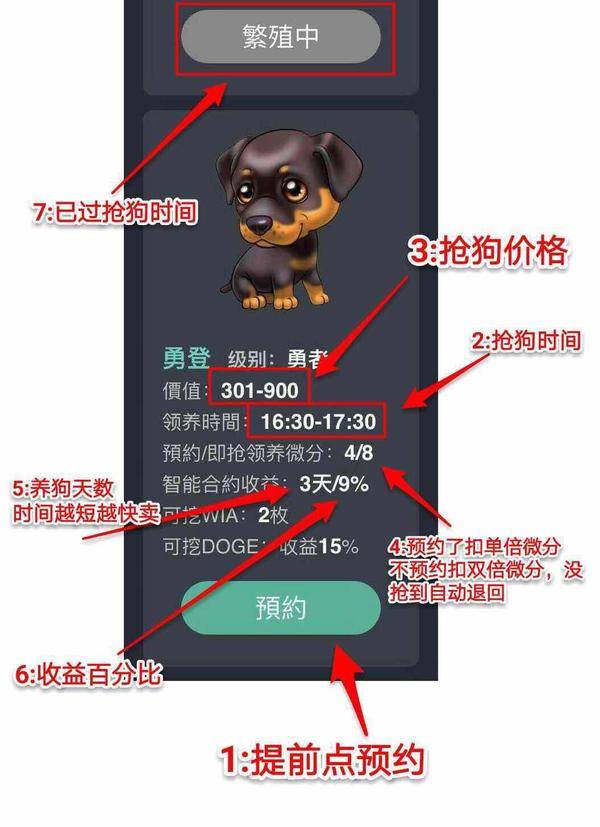 繁殖中
7:已过抢狗时间
3:抢狗价格
2:抢狗时间
勇登 级别：勇者
價值：301-900
领养時間：16:30-17:30
預約/即抢领养微分：4/8
5:养狗天数
时间越短越快卖
智能合約收益：3天/9%
可挖WIA：2枚
可挖DOGE：收益15%
4:预约了扣单倍微分
不预约扣双倍微分，没
抢到自动退回
預約
6:收益百分比
1:提前点预约